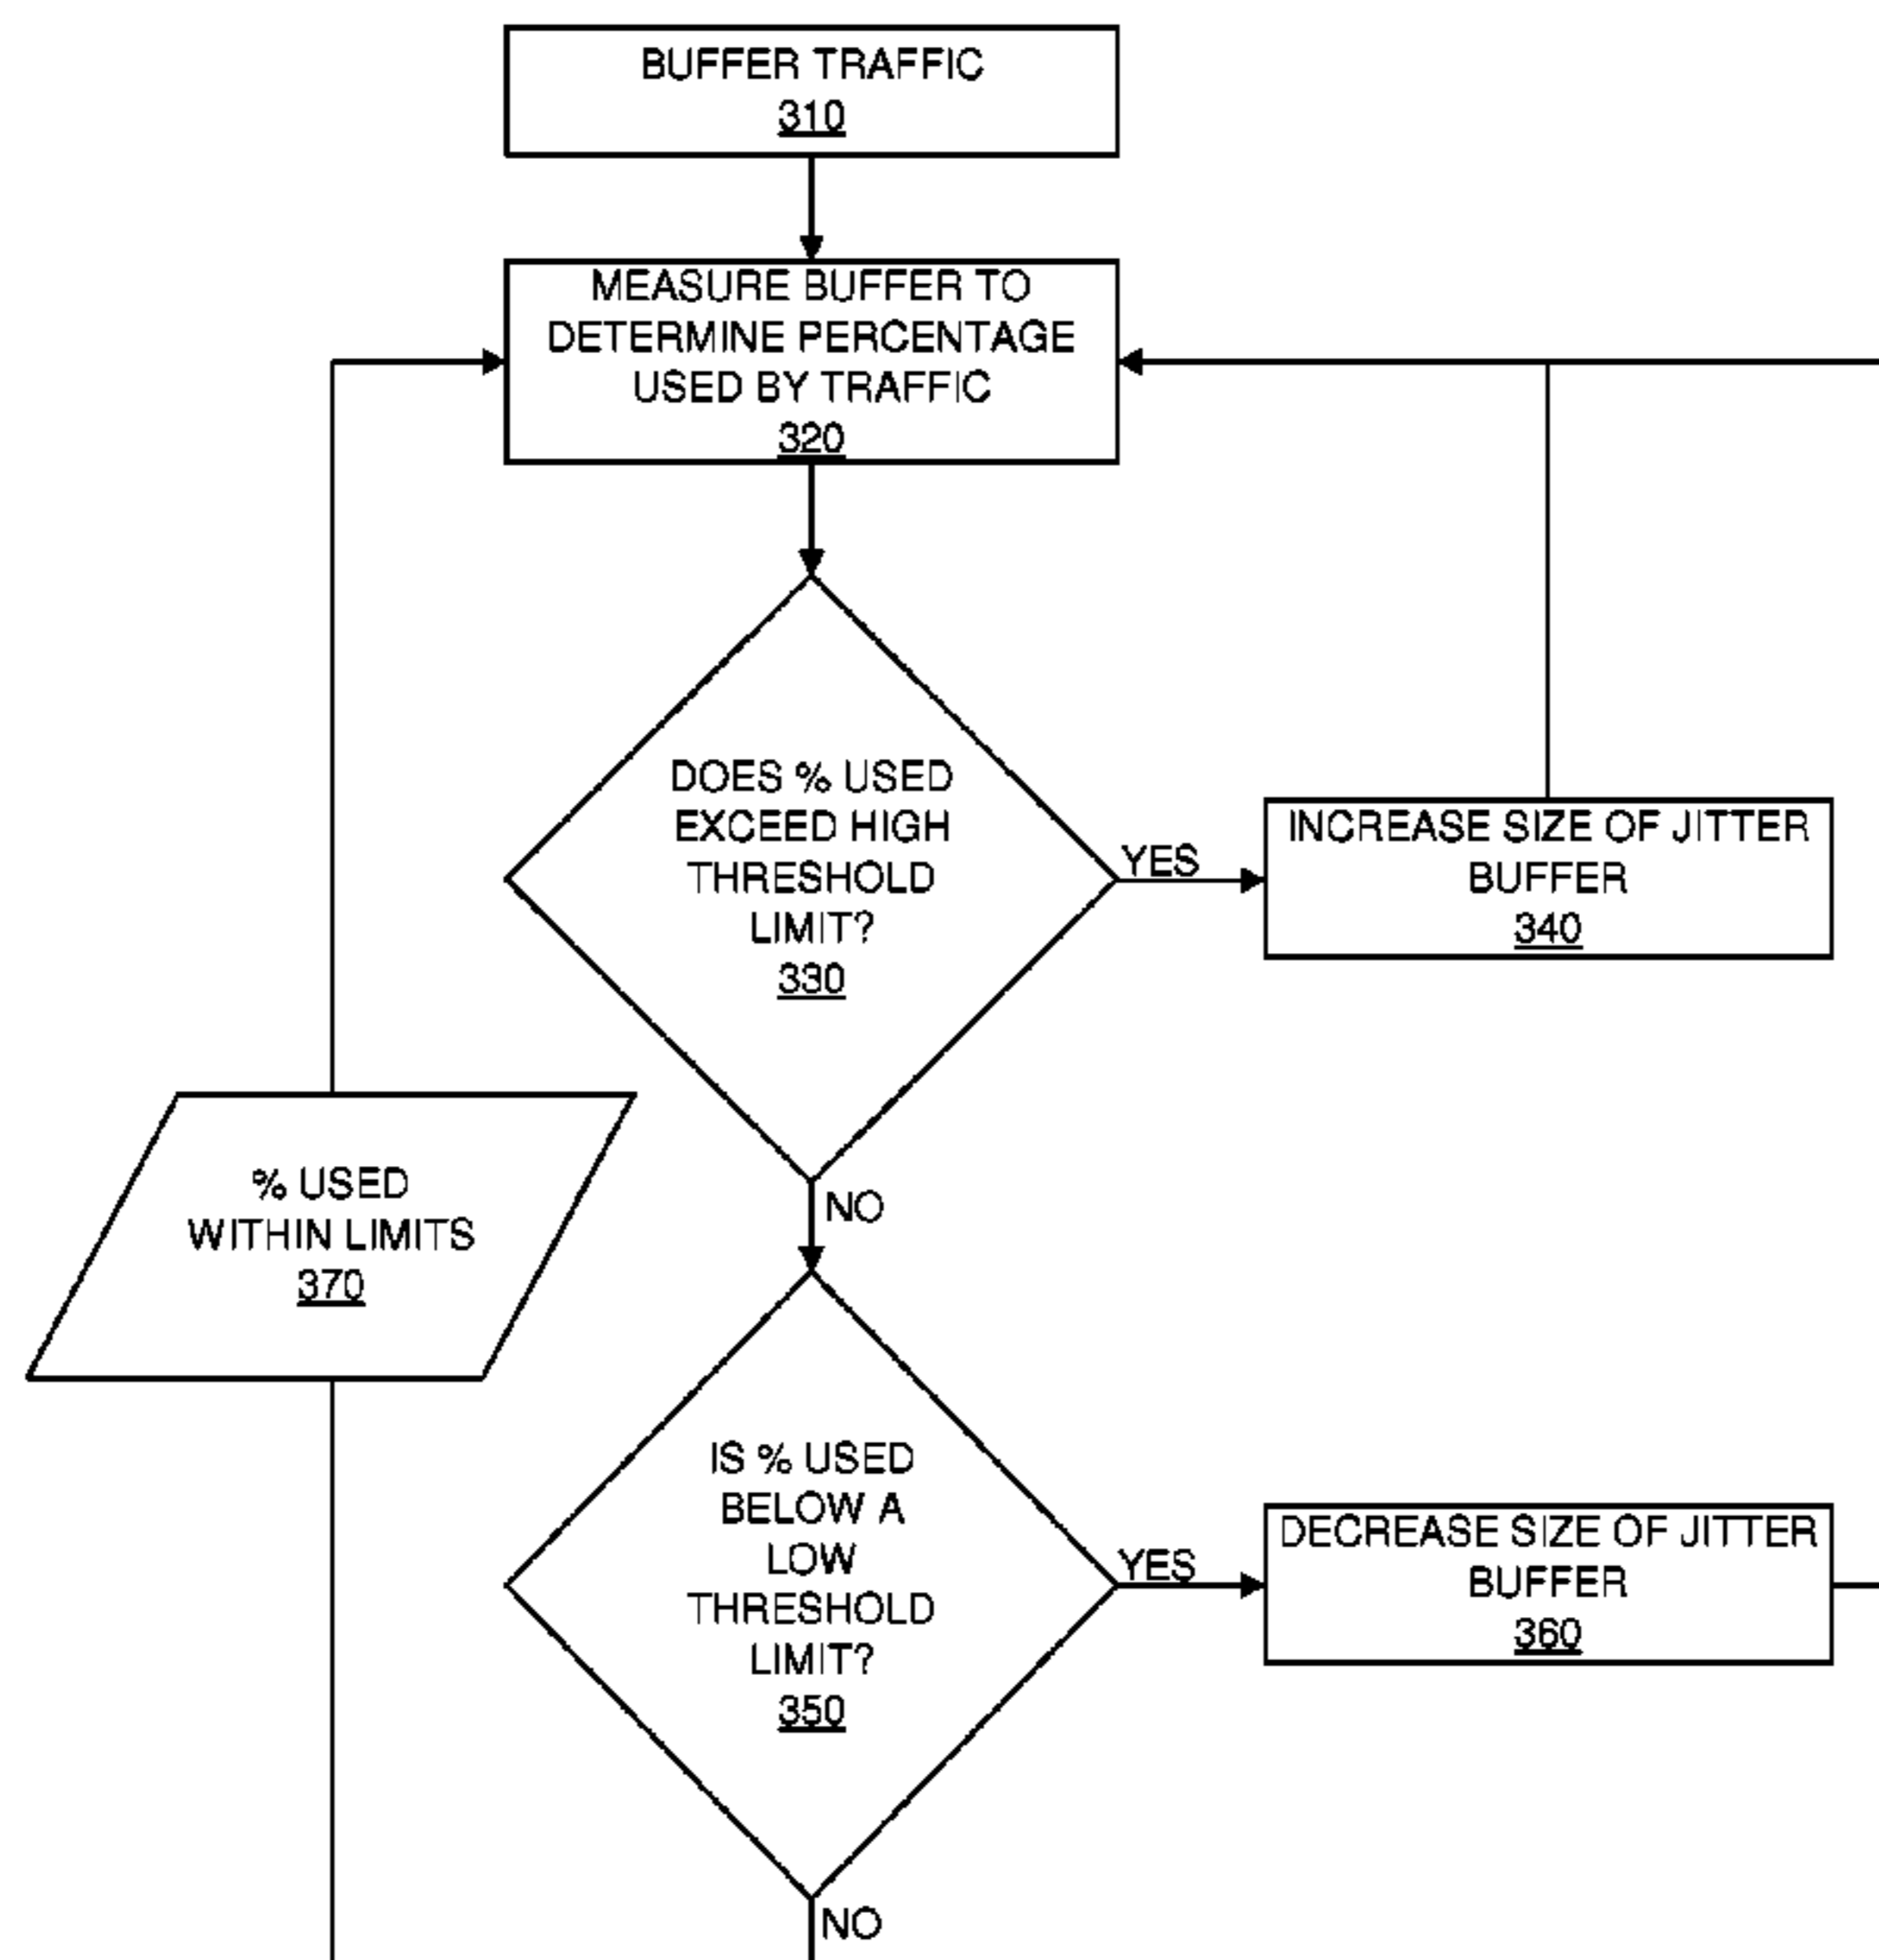 BUFFER TRAFFIC
310
MEASURE BUFFER TO
DETERMINE PERCENTAGE
USED BY TRAFFIC
320
DOES % USED
EXCEED HIGH
THRESHOLD
LIMIT?
330
YES
INCREASE SIZE OF JITTER
BUFFER
340
NO
% USED
WITHIN LIMITS
370
IS % USED
BELOW A
LOW
THRESHOLD
LIMIT?
350
YES
DECREASE SIZE OF JITTER
BUFFER
360
NO